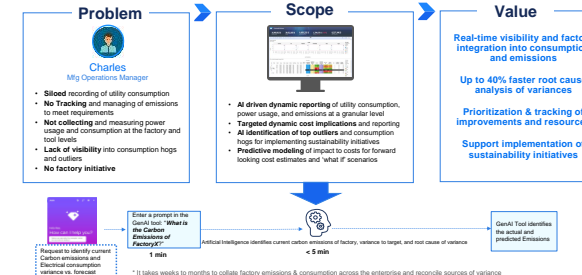 Problem
Scope
Value
Charles
Mfg Operations Manager
• Siloed recording of utility consumption
• No Tracking and managing of emissions
to meet requirements
• Not collecting and measuring power
usage and consumption at the factory and
tool levels
• Lack of visibility into consumption hogs
and outliers
• No factory initiative
• AI driven dynamic reporting of utility consumption,
power usage, and emissions at a granular level
• Targeted dynamic cost implications and reporting
• AI identification of top outliers and consumption
hogs for implementing sustainability initiatives
• Predictive modeling of impact to costs for forward
looking cost estimates and 'what if' scenarios
Real-time visibility and facto
integration into consumptio
and emissions
Up to 40% faster root caus
analysis of variances
Prioritization & tracking of
improvements and resource
Support implementation of
sustainability initiatives
Request to identify current
Carbon emissions and
Electrical consumption
variance vs. forecast
Enter a prompt in the
GenAI tool: "What is
the Carbon
Emissions of
FactoryX?"
1 min
Artificial Intelligence identifies current carbon emissions of factory, variance to target, and root cause of variance
< 5 min
GenAI Tool identifies
the actual and
predicted Emissions
* It takes weeks to months to collate factory emissions & consumption across the enterprise and reconcile sources of variance